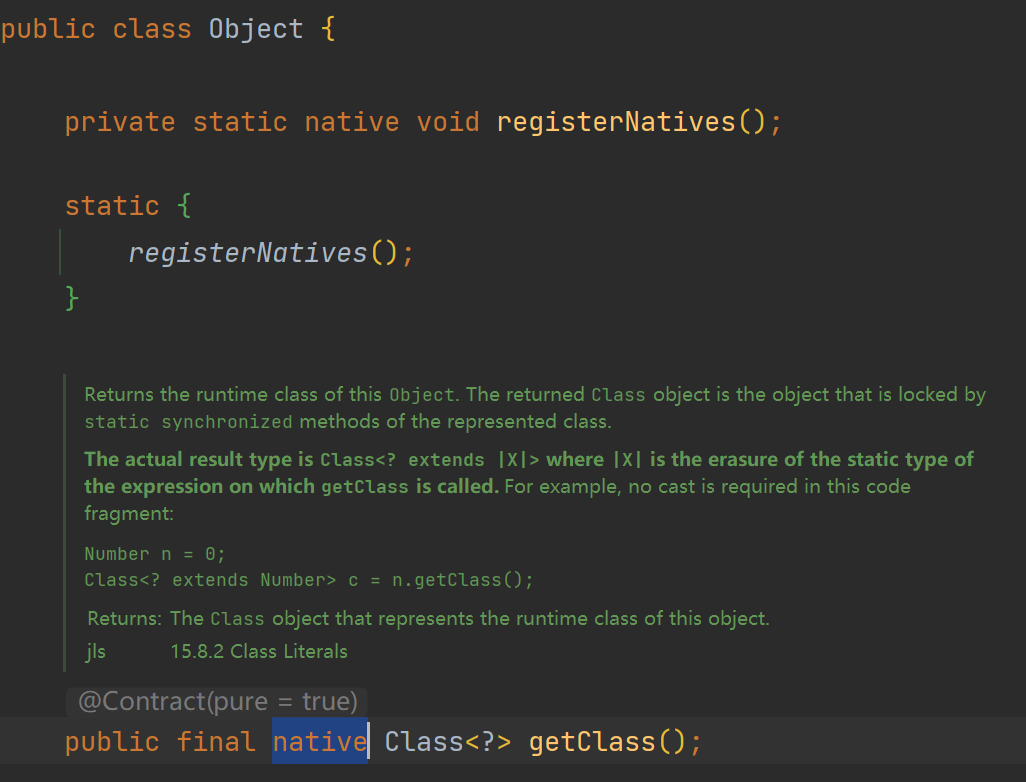 public class Object {
private static native void registerNatives();
static {
registerNatives();
}
Returns the runtime class of this Object. The returned Class object is the object that is locked by
static synchronized methods of the represented class.
The actual result type is Class<? extends |X|> where |X| is the erasure of the static type of
the expression on which getClass is called. For example, no cast is required in this code
fragment:
Number n = 0;
Class<? extends Number> c = n.getClass();
Returns: The Class object that represents the runtime class of this object.
jls 15.8.2 Class Literals
@Contract(pure = true)
public final native Class<?> getClass();